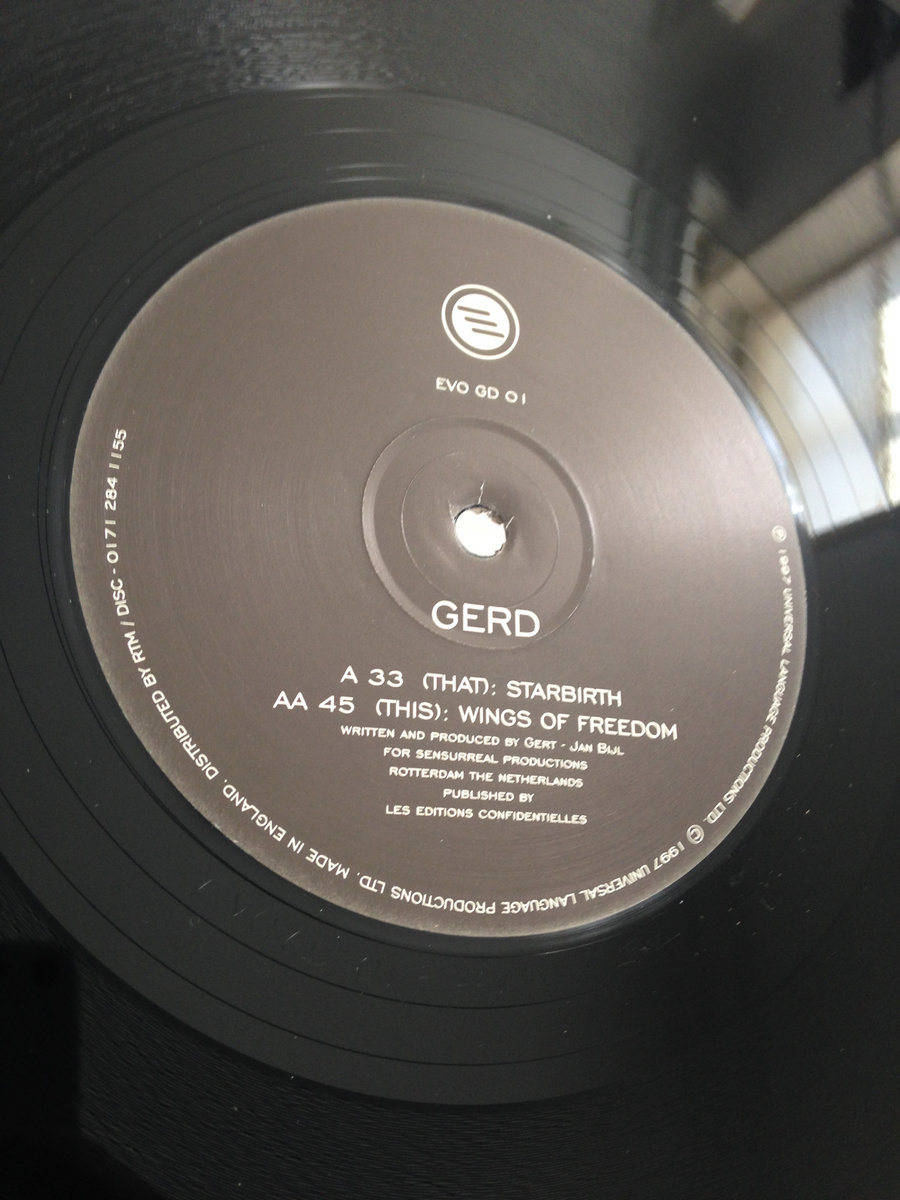 EVO GD 01
GERD
A 33 (THAT): STARBIRTH
AA 45 (THIS): WINGS OF FREEDOM
WRITTEN AND PRODUCED BY GERT - JAN BIJL
FOR SENSURREAL PRODUCTIONS
ROTTERDAM THE NETHERLANDS
PUBLISHED BY
LES EDITIONS CONFIDENTIELLES
℗ 1997 UNIVERSAL LANGUAGE PRODUCTIONS LTD. © 1997 UNIVERSAL LANGUAGE PRODUCTIONS LTD. MADE IN ENGLAND. DISTRIBUTED BY RTM / DISC - 0171 284 1155